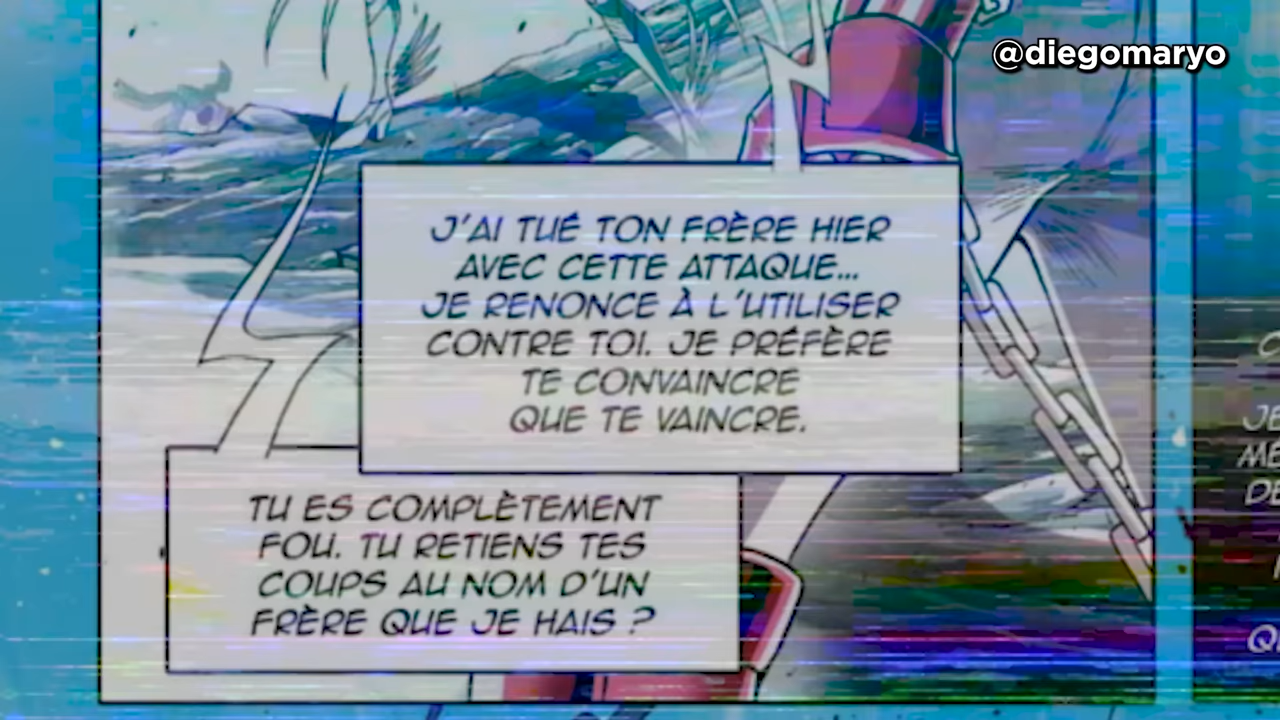 @diegomaryo
J'AI TUÉ TON FRÈRE HIER
AVEC CETTE ATTAQUE...
JE RENONCE À L'UTILISER
CONTRE TOI. JE PRÉFÈRE
TE CONVAINCRE
QUE TE VAINCRE.
TU ES COMPLÈTEMENT
FOU. TU RETIENS TES
COUPS AU NOM D'UN
FRÈRE QUE JE HAIS ?